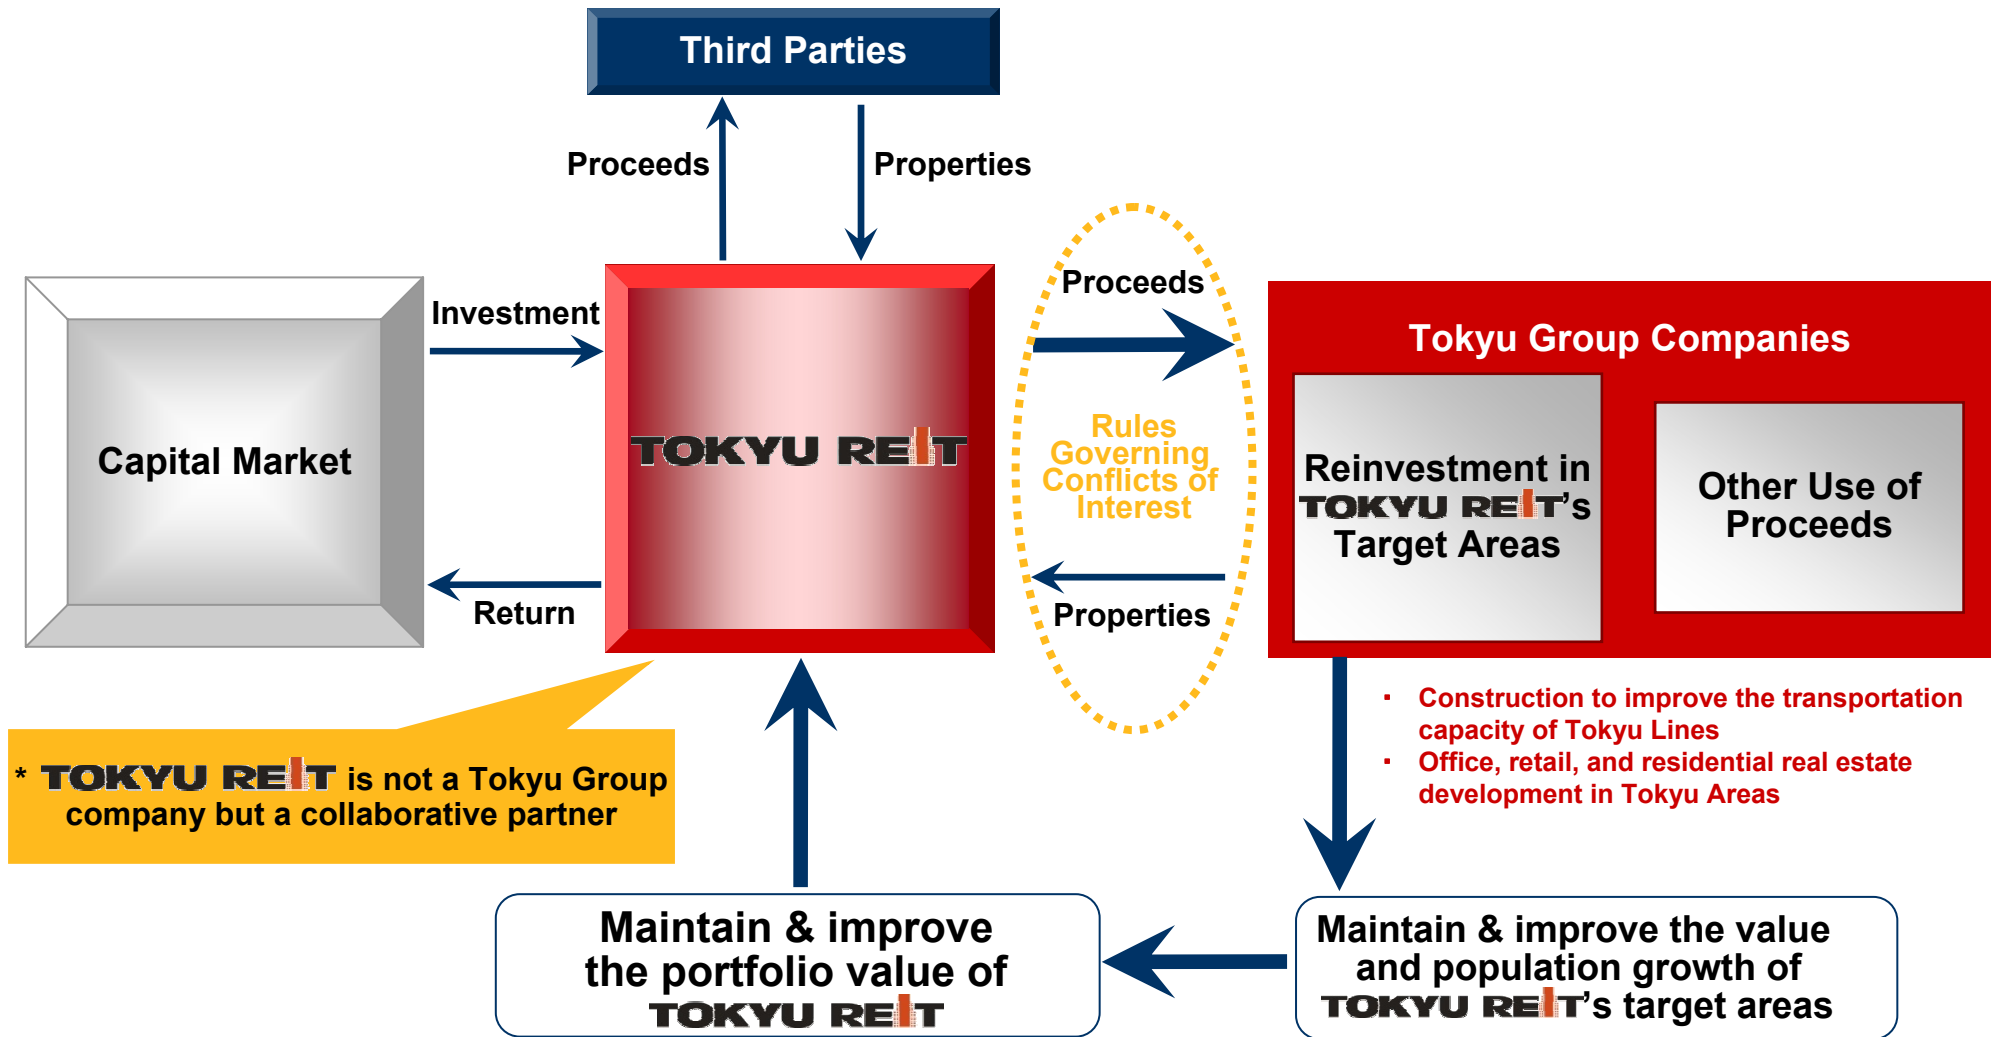 Third Parties
Proceeds
Properties
Capital Market
Investment
Return
TOKYU REIT
Proceeds
Rules
Governing
Conflicts of
Interest
Properties
Tokyu Group Companies
Reinvestment in
TOKYU REIT's
Target Areas
Other Use of
Proceeds
▪ Construction to improve the transportation
capacity of Tokyu Lines
▪ Office, retail, and residential real estate
development in Tokyu Areas
* TOKYU REIT is not a Tokyu Group
company but a collaborative partner
Maintain & improve
the portfolio value of
TOKYU REIT
Maintain & improve the value
and population growth of
TOKYU REIT's target areas